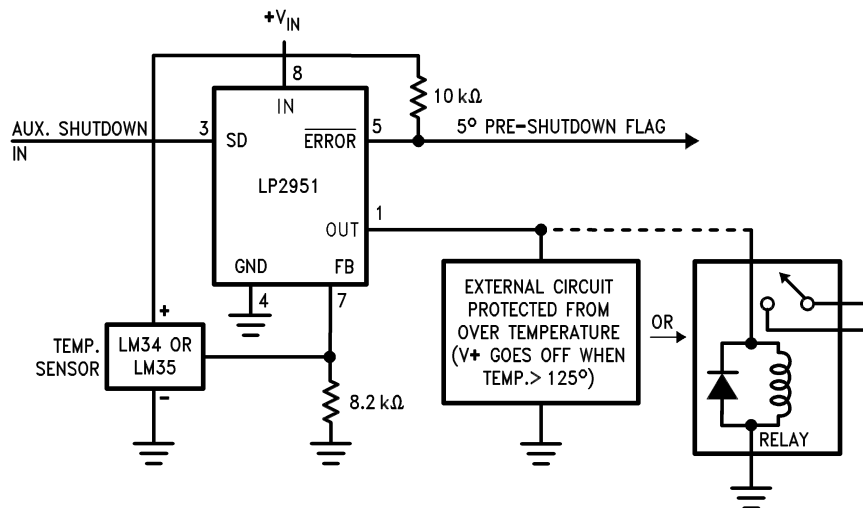 +VIN
8
IN
10 kΩ
AUX. SHUTDOWN
IN
3
SD
ERROR
5
5º PRE-SHUTDOWN FLAG
LP2951
OUT
1
GND
FB
4
7
EXTERNAL CIRCUIT
PROTECTED FROM
OVER TEMPERATURE
(V+ GOES OFF WHEN
TEMP.> 125º)
OR
+
TEMP.
SENSOR
LM34 OR
LM35
–
8.2 kΩ
RELAY